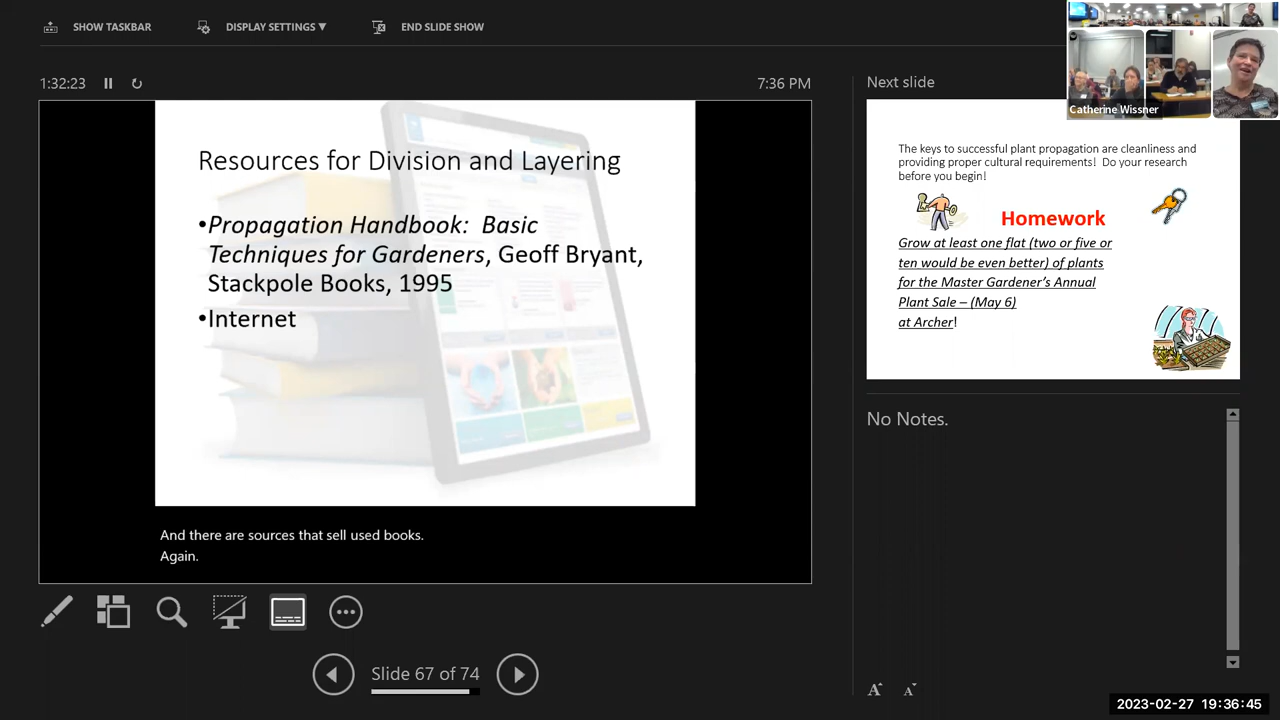 SHOW TASKBAR
DISPLAY SETTINGS ▼
END SLIDE SHOW
1:32:23
7:36 PM
Resources for Division and Layering
•Propagation Handbook: Basic
Techniques for Gardeners, Geoff Bryant,
Stackpole Books, 1995
•Internet
And there are sources that sell used books.
Again.
Slide 67 of 74
Catherine Wissner
Next slide
The keys to successful plant propagation are cleanliness and
providing proper cultural requirements! Do your research
before you begin!
Homework
Grow at least one flat (two or five or
ten would be even better) of plants
for the Master Gardener’s Annual
Plant Sale – (May 6)
at Archer!
No Notes.
A A
2023-02-27 19:36:45